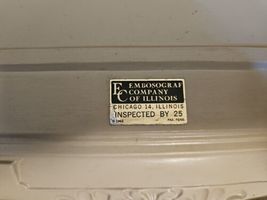 EC EMBOSOGRAF
COMPANY
OF ILLINOIS
CHICAGO 14, ILLINOIS
INSPECTED BY 25